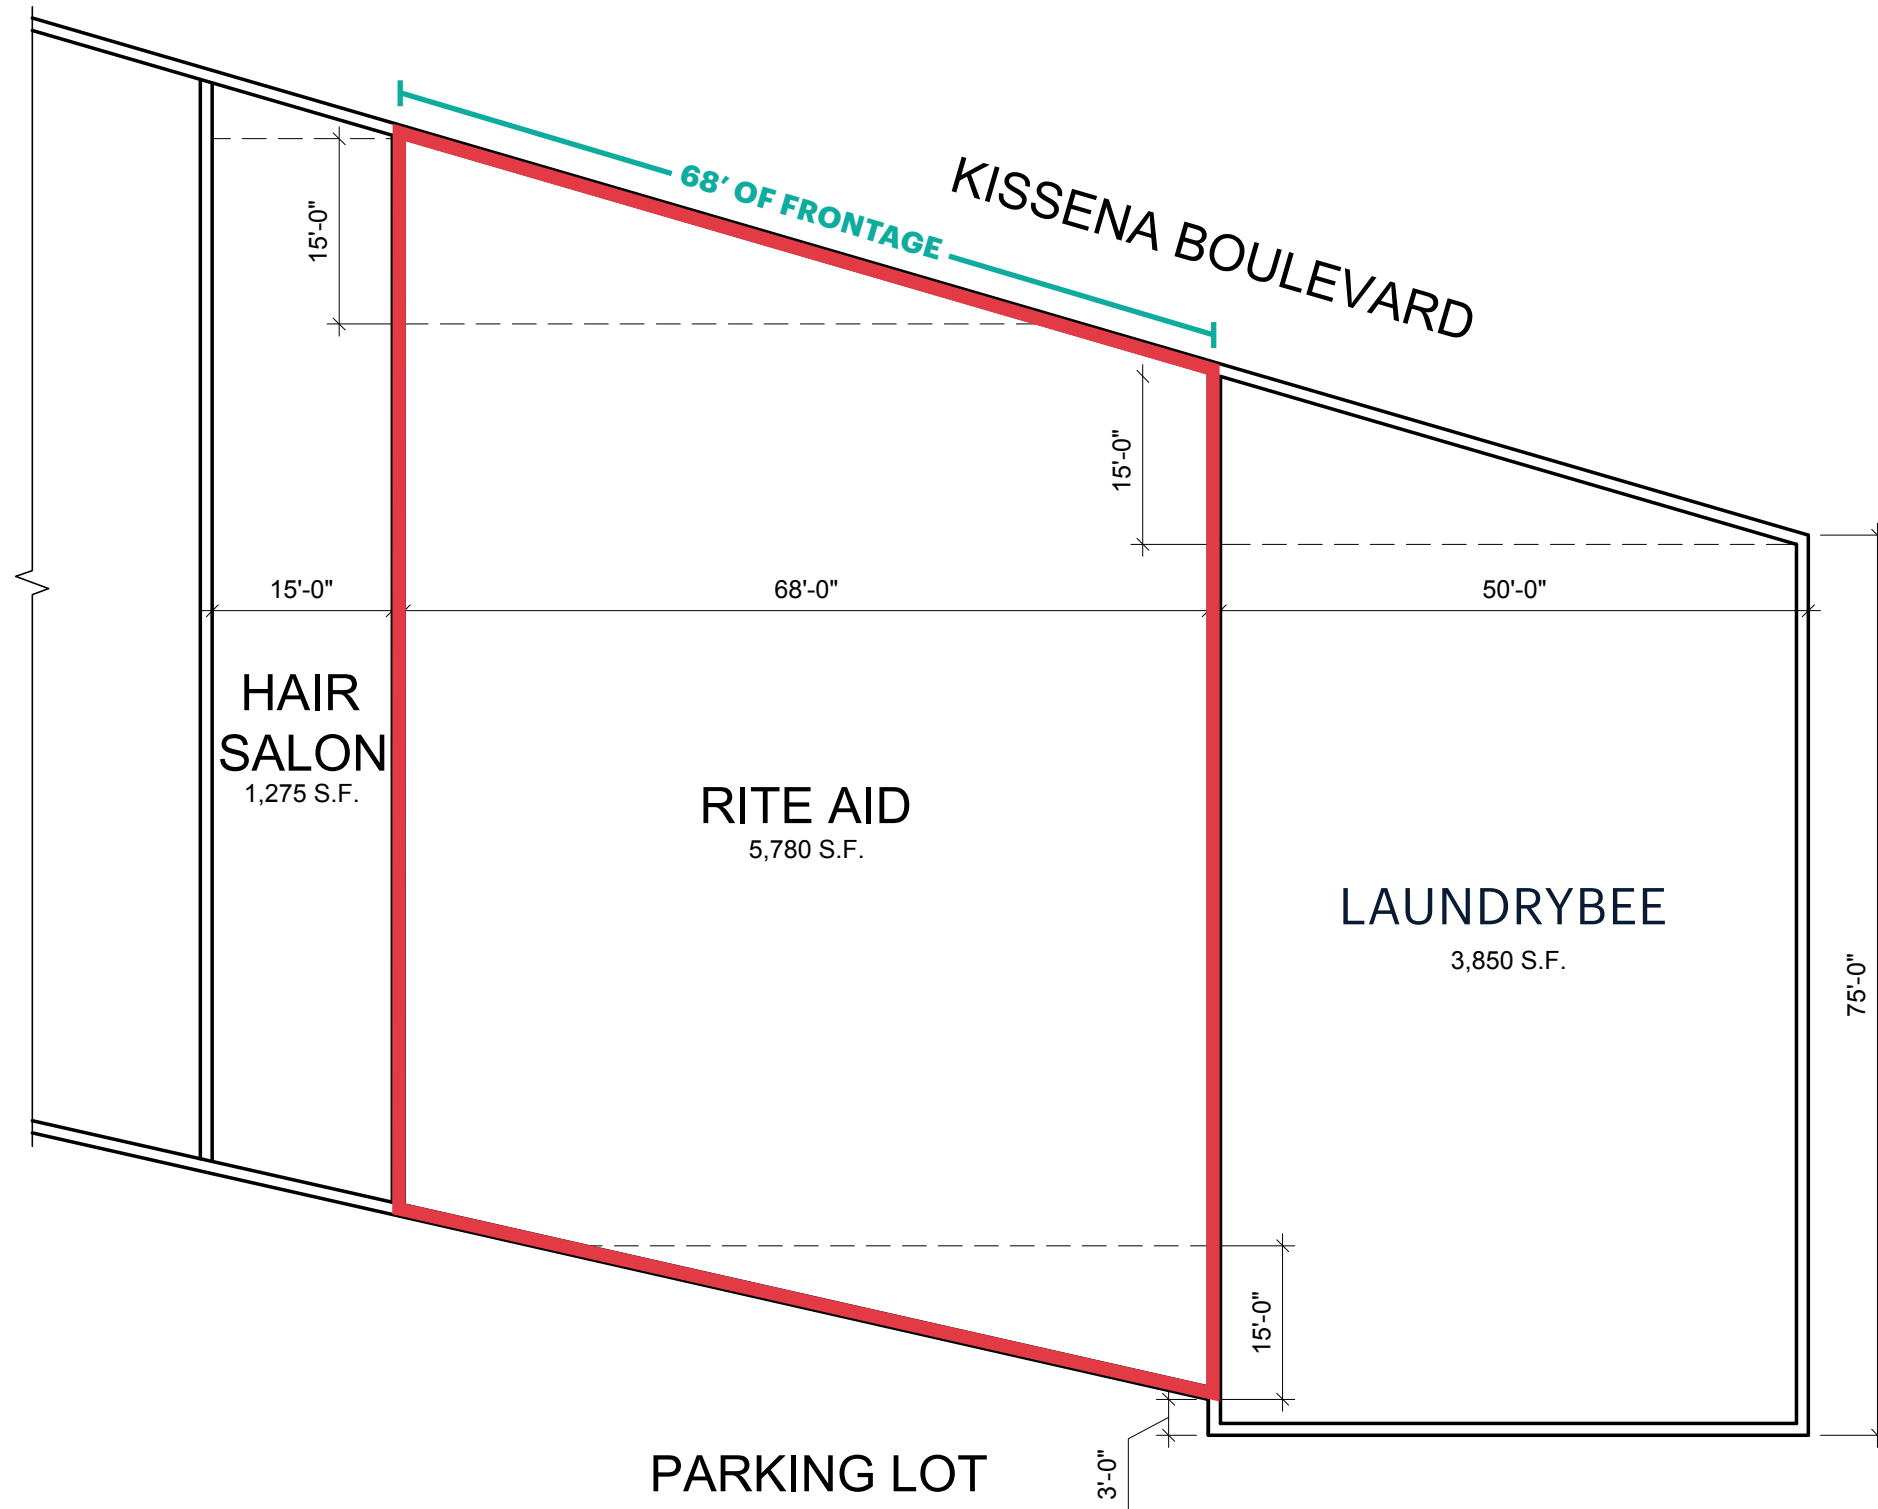 68' OF FRONTAGE
KISSENA BOULEVARD
15'-0"
15'-0"
15'-0"
68'-0"
50'-0"
HAIR
SALON
1,275 S.F.
RITE AID
5,780 S.F.
LAUNDRYBEE
3,850 S.F.
75'-0"
15'-0"
3'-0"
PARKING LOT